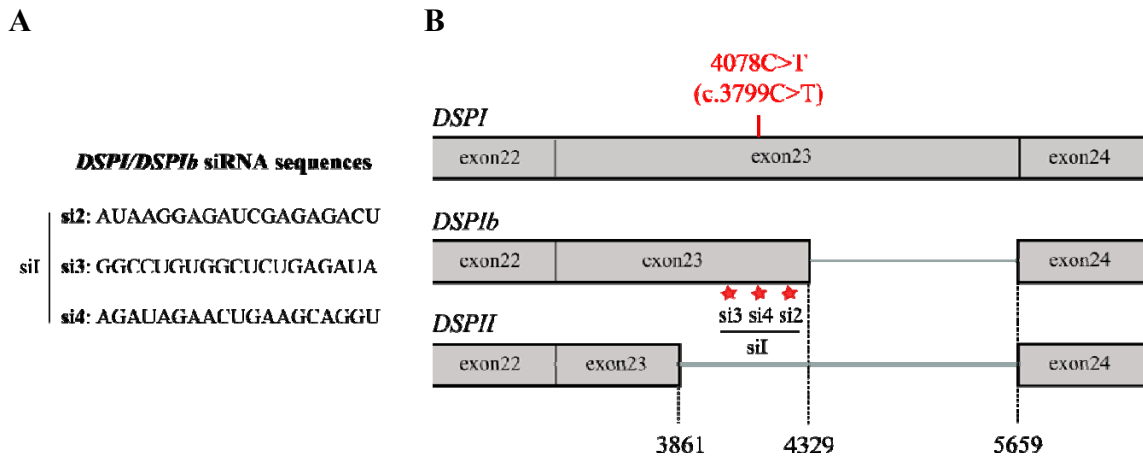 A
DSPI/DSPIb siRNA sequences
siI
si2: AUAAGGAGAUCGAGAGACU
si3: GGCCUGUGGCUCUGAGAUA
si4: AGAUAGAACUGAAGCAGGU
B
4078C>T
(c.3799C>T)
DSPI
exon22 exon23 exon24
DSPIb
exon22 exon23 exon24
si3 si4 si2
siI
DSPII
exon22 exon23 exon24
3861 4329 5659